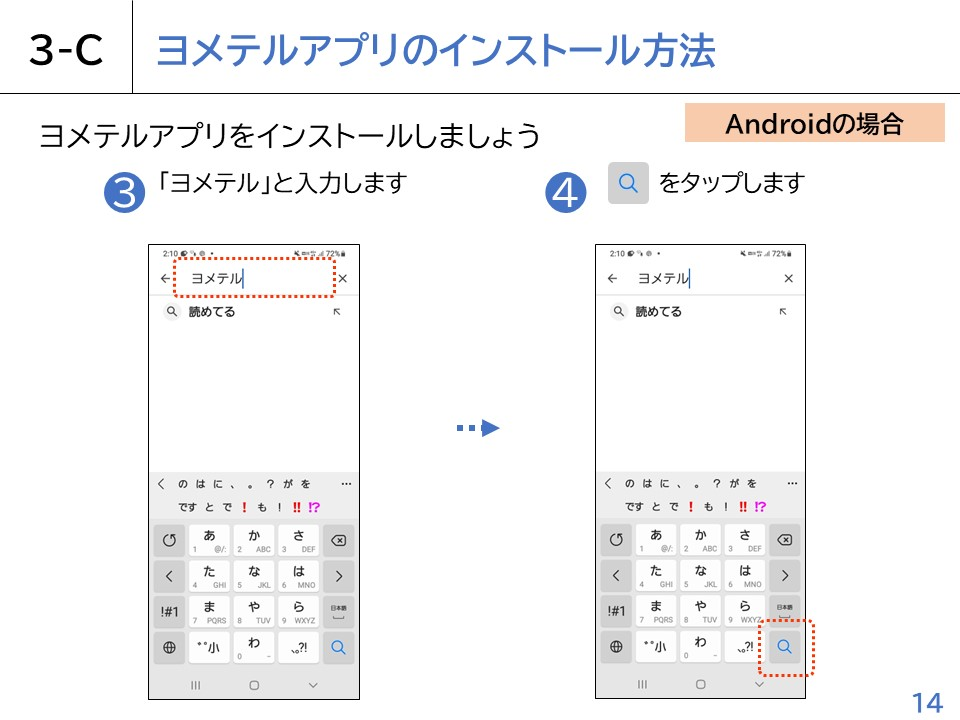 3-C
ヨメテルアプリのインストール方法
ヨメテルアプリをインストールしましょう
Androidの場合
3 「ヨメテル」と入力します
4 をタップします
2:10 72%
ヨメテル
読めてる
の は に 、 。 ? が を
です と で ! も ! !! !?
あ か さ
1 @/: 2 ABC 3 DEF
た な は
4 GHI 5 JKL 6 MNO
!#1 ま や ら 日本語
7 PQRS 8 TUV 9 WXYZ
゛゜小 わ 、。?!
0 ~
2:10 72%
ヨメテル
読めてる
の は に 、 。 ? が を
です と で ! も ! !! !?
あ か さ
1 @/: 2 ABC 3 DEF
た な は
4 GHI 5 JKL 6 MNO
!#1 ま や ら 日本語
7 PQRS 8 TUV 9 WXYZ
゛゜小 わ 、。?!
0 ~
14